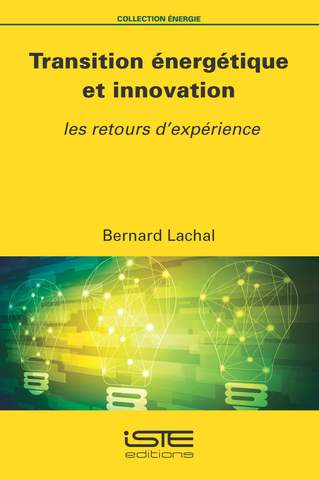 COLLECTION ÉNERGIE
Transition énergétique
et innovation
les retours d'expérience
Bernard Lachal
iSTE
editions